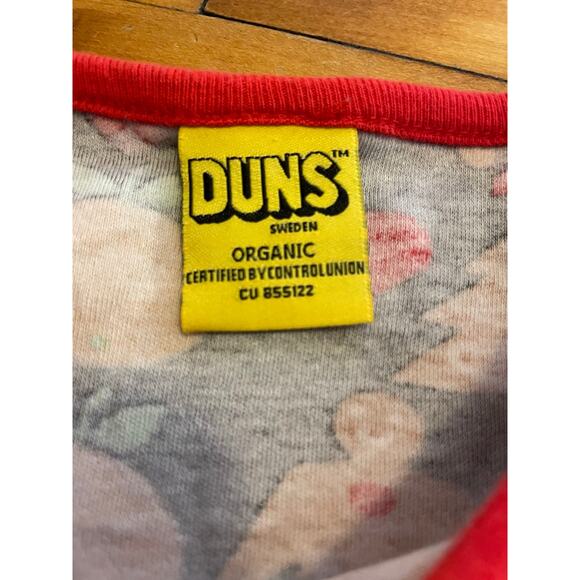 DUNS™
SWEDEN
ORGANIC
CERTIFIED BY CONTROLUNION
CU 855122